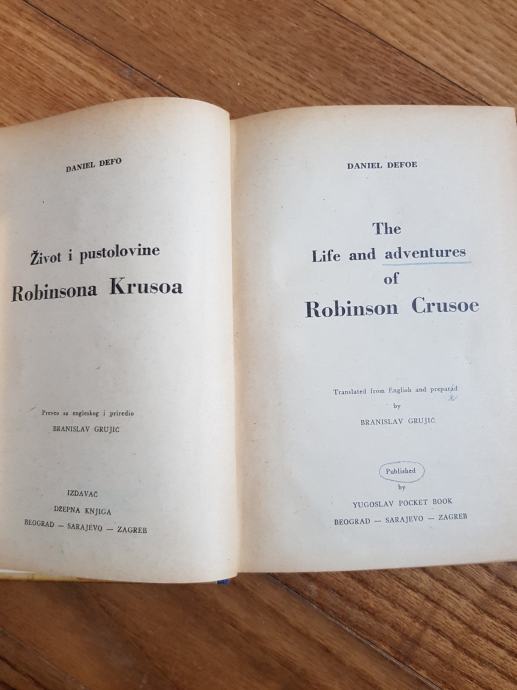 DANIEL DEFO
Život i pustolovine
Robinsona Krusoa
Preveo sa engleskog i priredio
BRANISLAV GRUJIĆ
IZDAVAČ
DŽEPNA KNJIGA
BEOGRAD — SARAJEVO — ZAGREB
DANIEL DEFOE
The
Life and adventures
of
Robinson Crusoe
Translated from English and preparad
by
BRANISLAV GRUJIĆ
Published
by
YUGOSLAV POCKET BOOK
BEOGRAD — SARAJEVO — ZAGREB